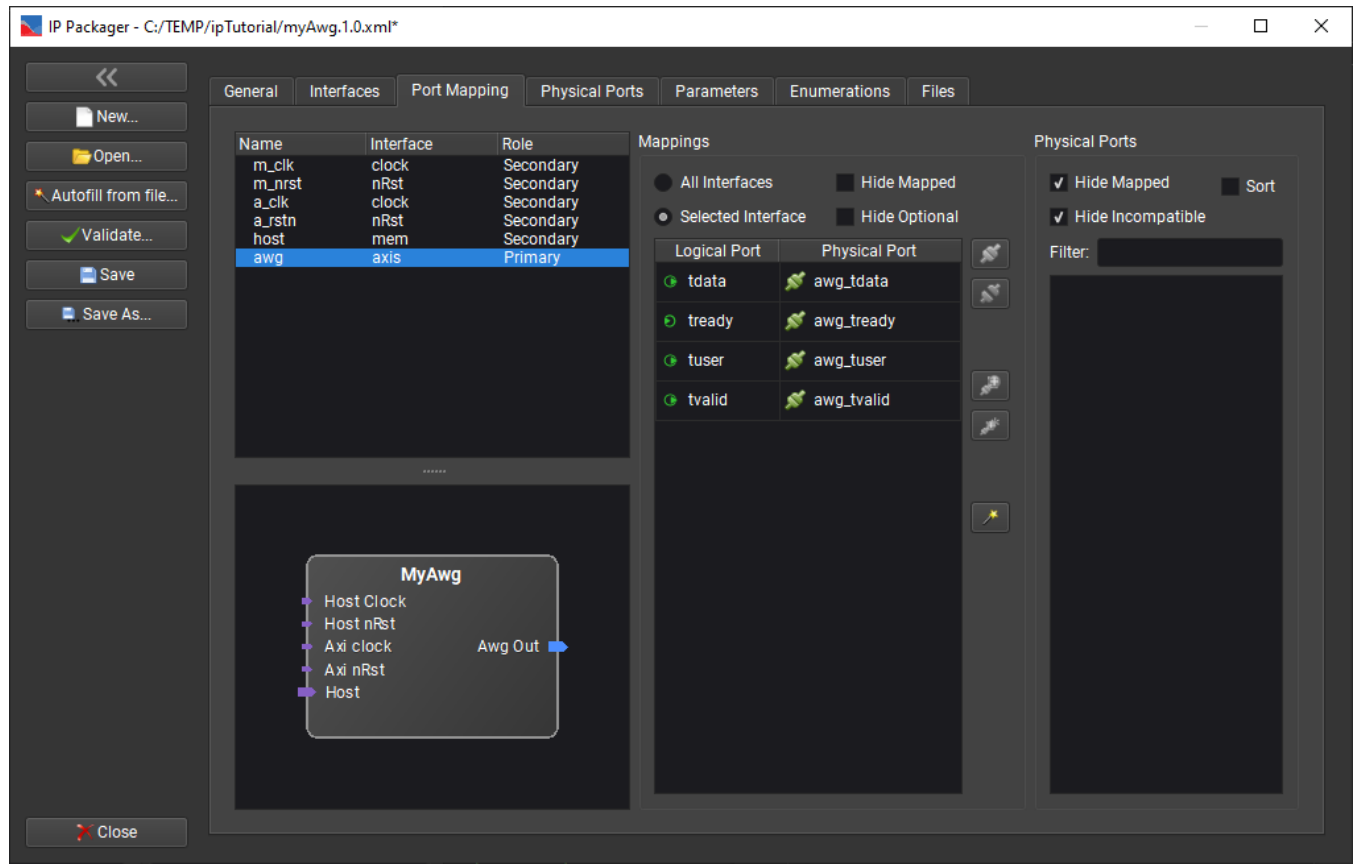 IP Packager - C:/TEMP/ipTutorial/myAwg.1.0.xml*
New...
Open...
Autofill from file...
Validate...
Save
Save As...
Close
General Interfaces Port Mapping Physical Ports Parameters Enumerations Files
Name Interface Role
m_clk clock Secondary
m_nrst nRst Secondary
a_clk clock Secondary
a_rstn nRst Secondary
host mem Secondary
awg axis Primary
MyAwg
Host Clock
Host nRst
Axi clock Awg Out
Axi nRst
Host
Mappings
All Interfaces Hide Mapped
Selected Interface Hide Optional
Logical Port Physical Port
tdata awg_tdata
tready awg_tready
tuser awg_tuser
tvalid awg_tvalid
Physical Ports
Hide Mapped Sort
Hide Incompatible
Filter: